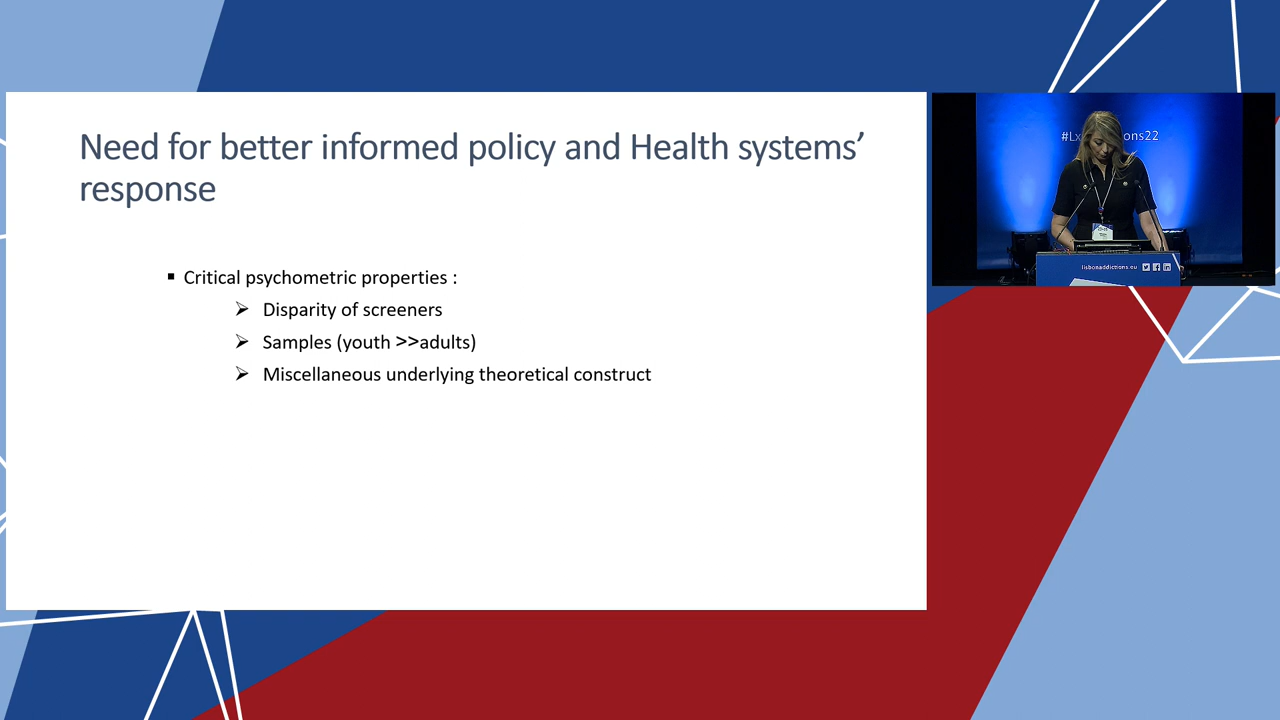 Need for better informed policy and Health systems’
response
▪ Critical psychometric properties :
➢ Disparity of screeners
➢ Samples (youth >>adults)
➢ Miscellaneous underlying theoretical construct
lisbonaddictions.eu